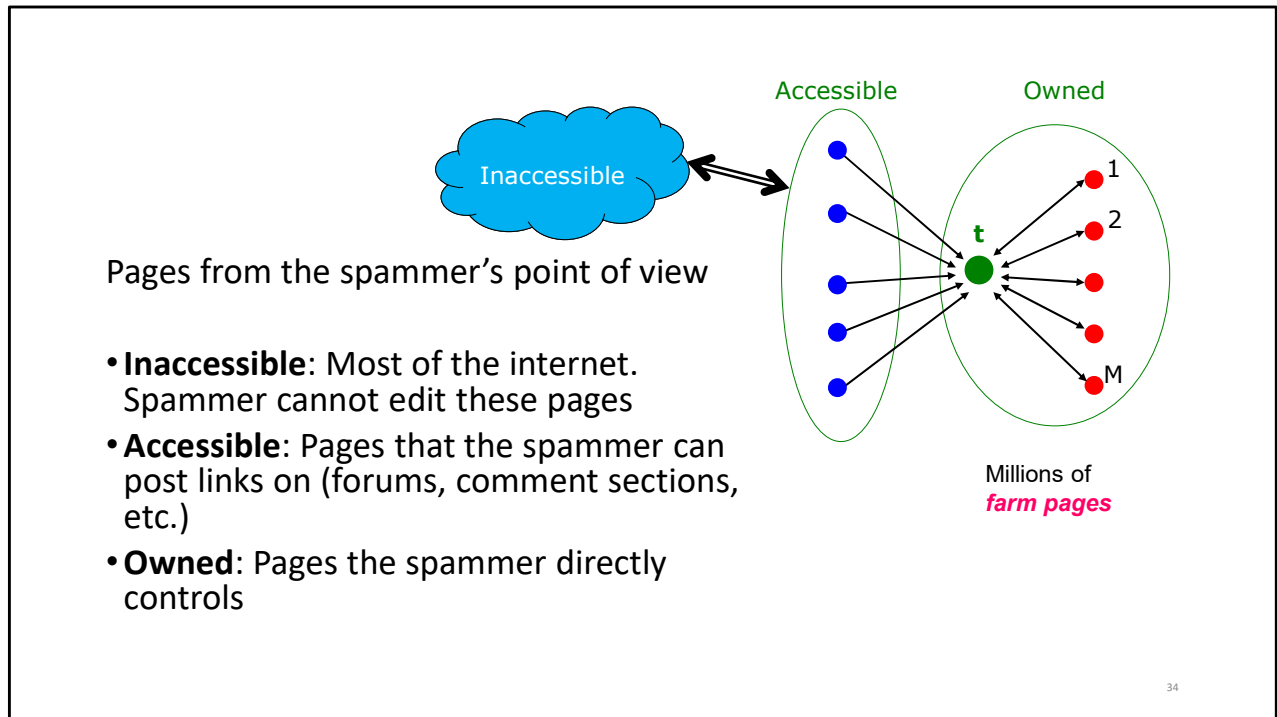 Accessible
Owned
Inaccessible
1
2
t
M
Pages from the spammer’s point of view
•Inaccessible: Most of the internet.
Spammer cannot edit these pages
•Accessible: Pages that the spammer can
post links on (forums, comment sections,
etc.)
•Owned: Pages the spammer directly
controls
Millions of
farm pages
34